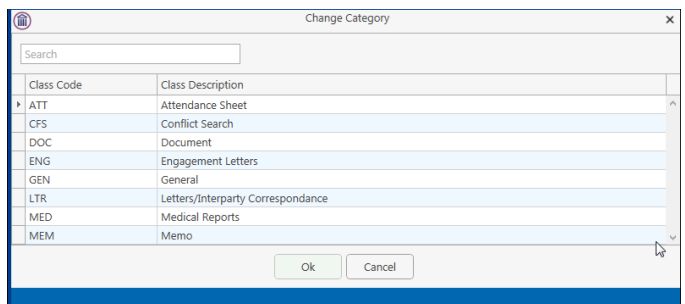 Change Category
Search
Class Code Class Description
ATT Attendance Sheet
CFS Conflict Search
DOC Document
ENG Engagement Letters
GEN General
LTR Letters/Interparty Correspondance
MED Medical Reports
MEM Memo
Ok Cancel